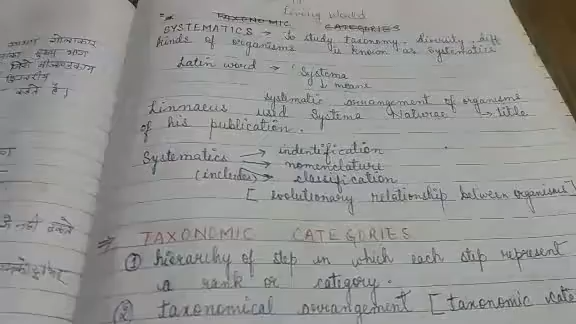 Living World
TAXONOMIC CATEGORIES
SYSTEMATICS → To study taxonomy, diversity, diff
kinds of organisms is known as systematics
Latin word → 'Systema
↓ means
systematic arrangement of organisms
Linnaeus used Systema Naturae → title
of his publication.
Systematics → indentification
→ nomenclature
(includes) → classification
[evolutionary relationship between organisms]
⇒ TAXONOMIC CATEGORIES
① hierarchy of step in which each step represent
a rank or category.
② taxonomical arrangement [taxonomic cate